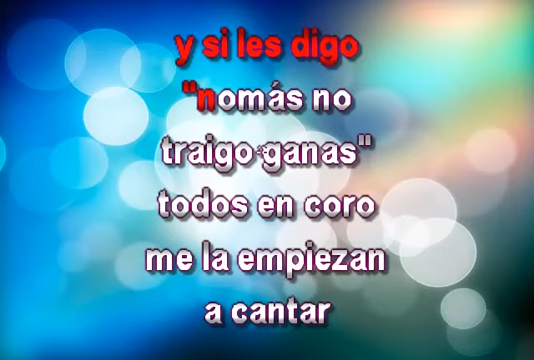 y si les digo
"nomás no
traigo ganas"
todos en coro
me la empiezan
a cantar